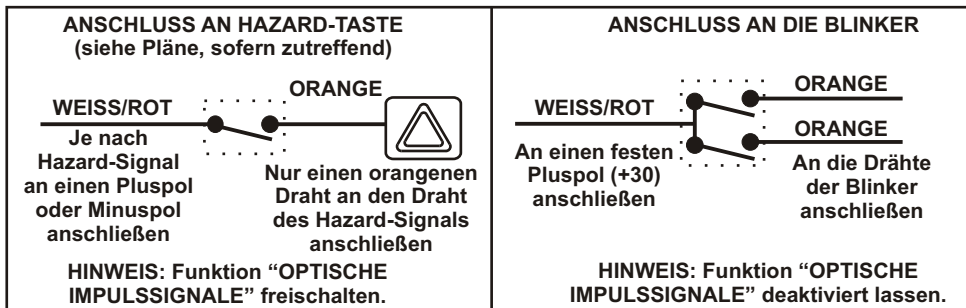 ANSCHLUSS AN HAZARD-TASTE
(siehe Pläne, sofern zutreffend)
ORANGE
WEISS/ROT
Je nach
Hazard-Signal
an einen Pluspol
oder Minuspol
anschließen
Nur einen orangenen
Draht an den Draht
des Hazard-Signals
anschließen
HINWEIS: Funktion “OPTISCHE
IMPULSSIGNALE” freischalten.
ANSCHLUSS AN DIE BLINKER
ORANGE
WEISS/ROT
ORANGE
An einen festen
Pluspol (+30)
anschließen
An die Drähte
der Blinker
anschließen
HINWEIS: Funktion “OPTISCHE
IMPULSSIGNALE” deaktiviert lassen.